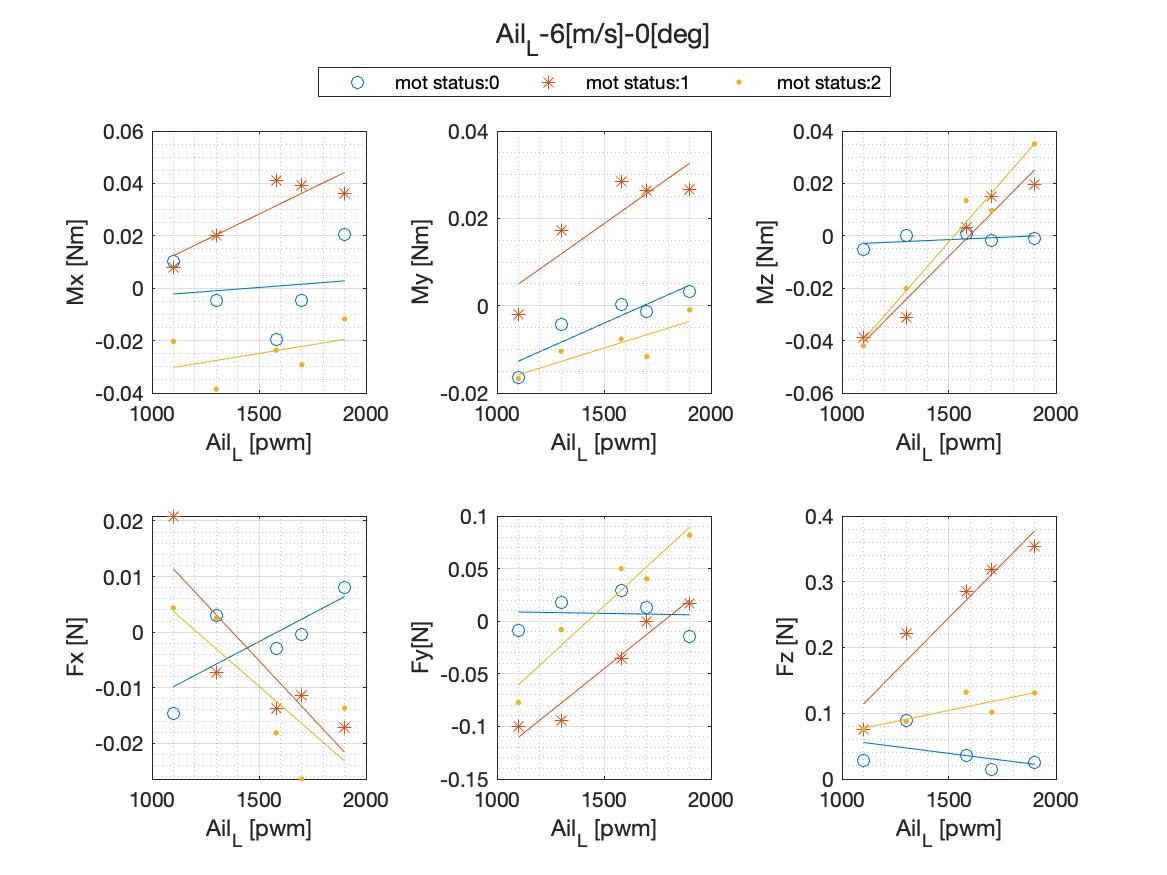 Ail_L-6[m/s]-0[deg]
mot status:0 mot status:1 mot status:2
0.06
0.04
0.02
0
-0.02
-0.04
Mx [Nm]
1000 1500 2000
Ail_L [pwm]
0.04
0.02
0
-0.02
My [Nm]
1000 1500 2000
Ail_L [pwm]
0.04
0.02
0
-0.02
-0.04
-0.06
Mz [Nm]
1000 1500 2000
Ail_L [pwm]
0.02
0.01
0
-0.01
-0.02
Fx [N]
1000 1500 2000
Ail_L [pwm]
0.1
0.05
0
-0.05
-0.1
-0.15
Fy[N]
1000 1500 2000
Ail_L [pwm]
0.4
0.3
0.2
0.1
0
Fz [N]
1000 1500 2000
Ail_L [pwm]